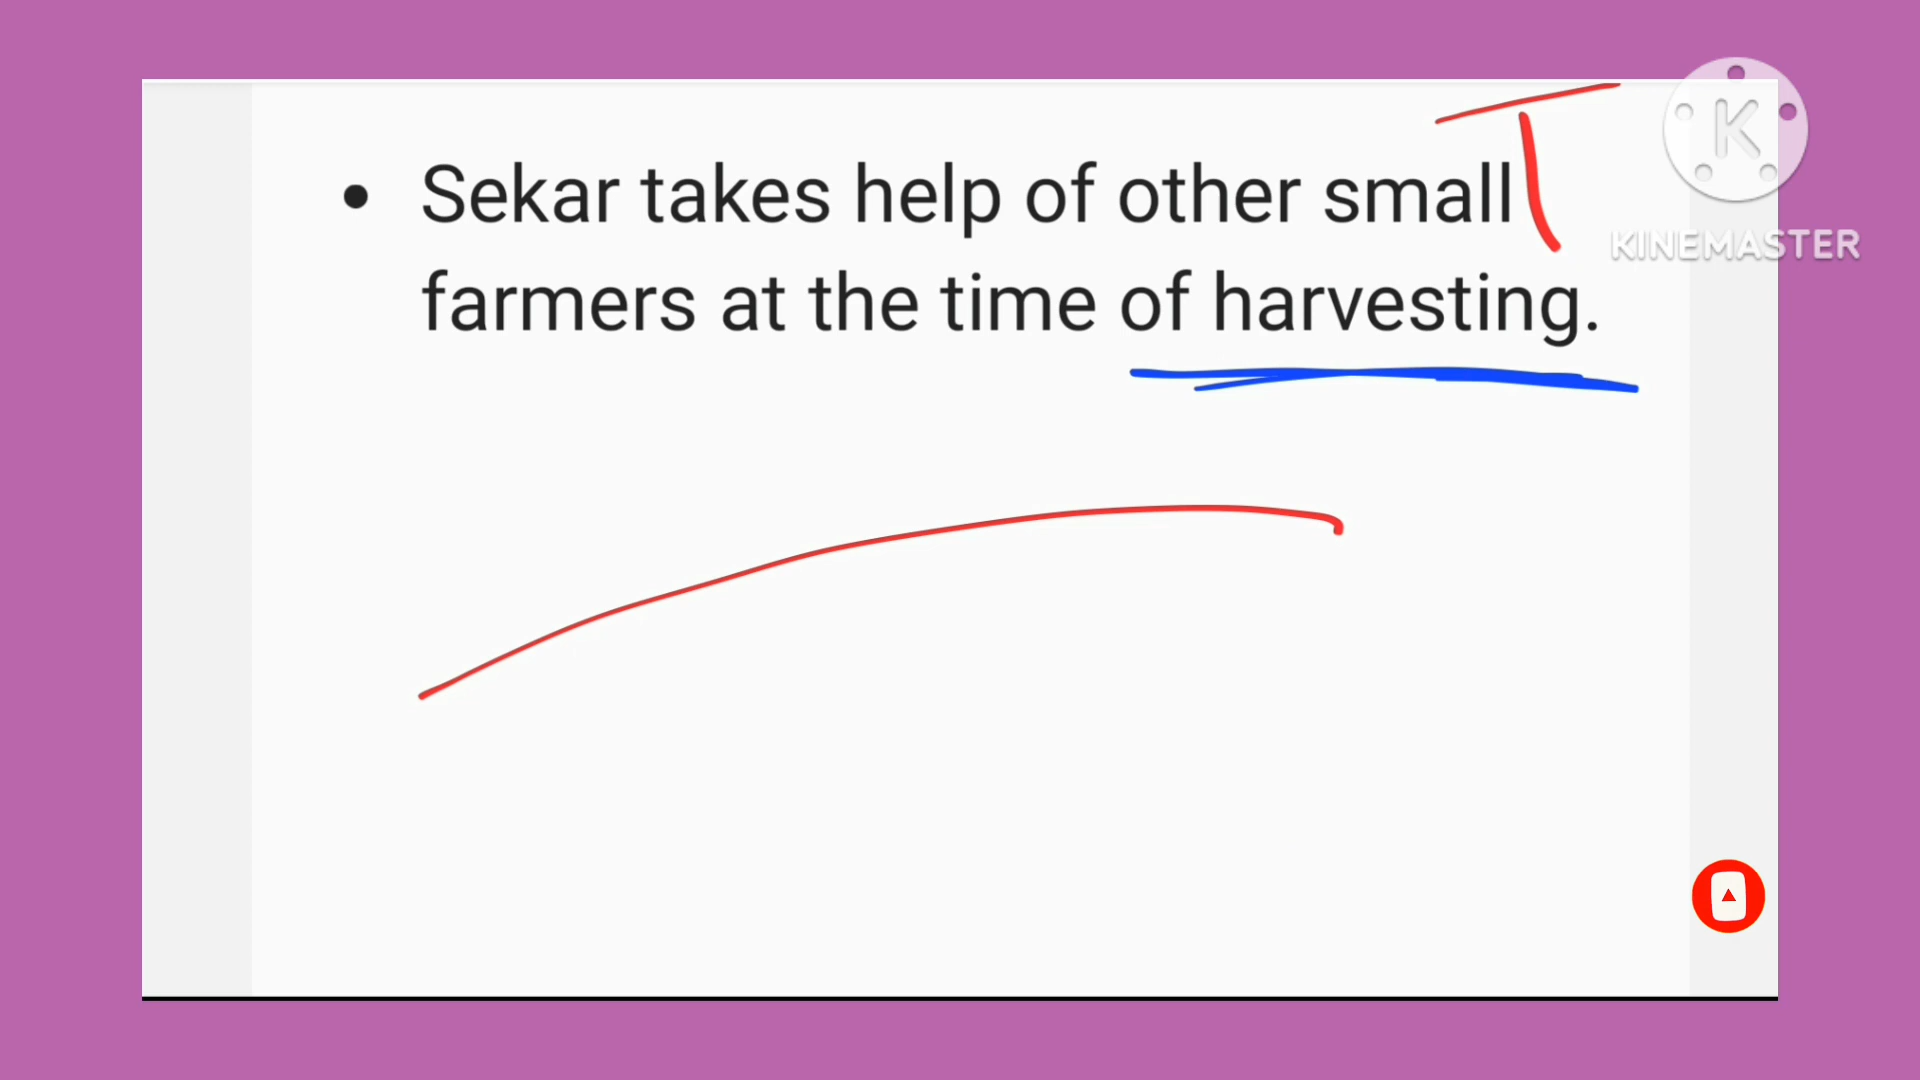 • Sekar takes help of other small
farmers at the time of harvesting.
T
K
KINEMASTER